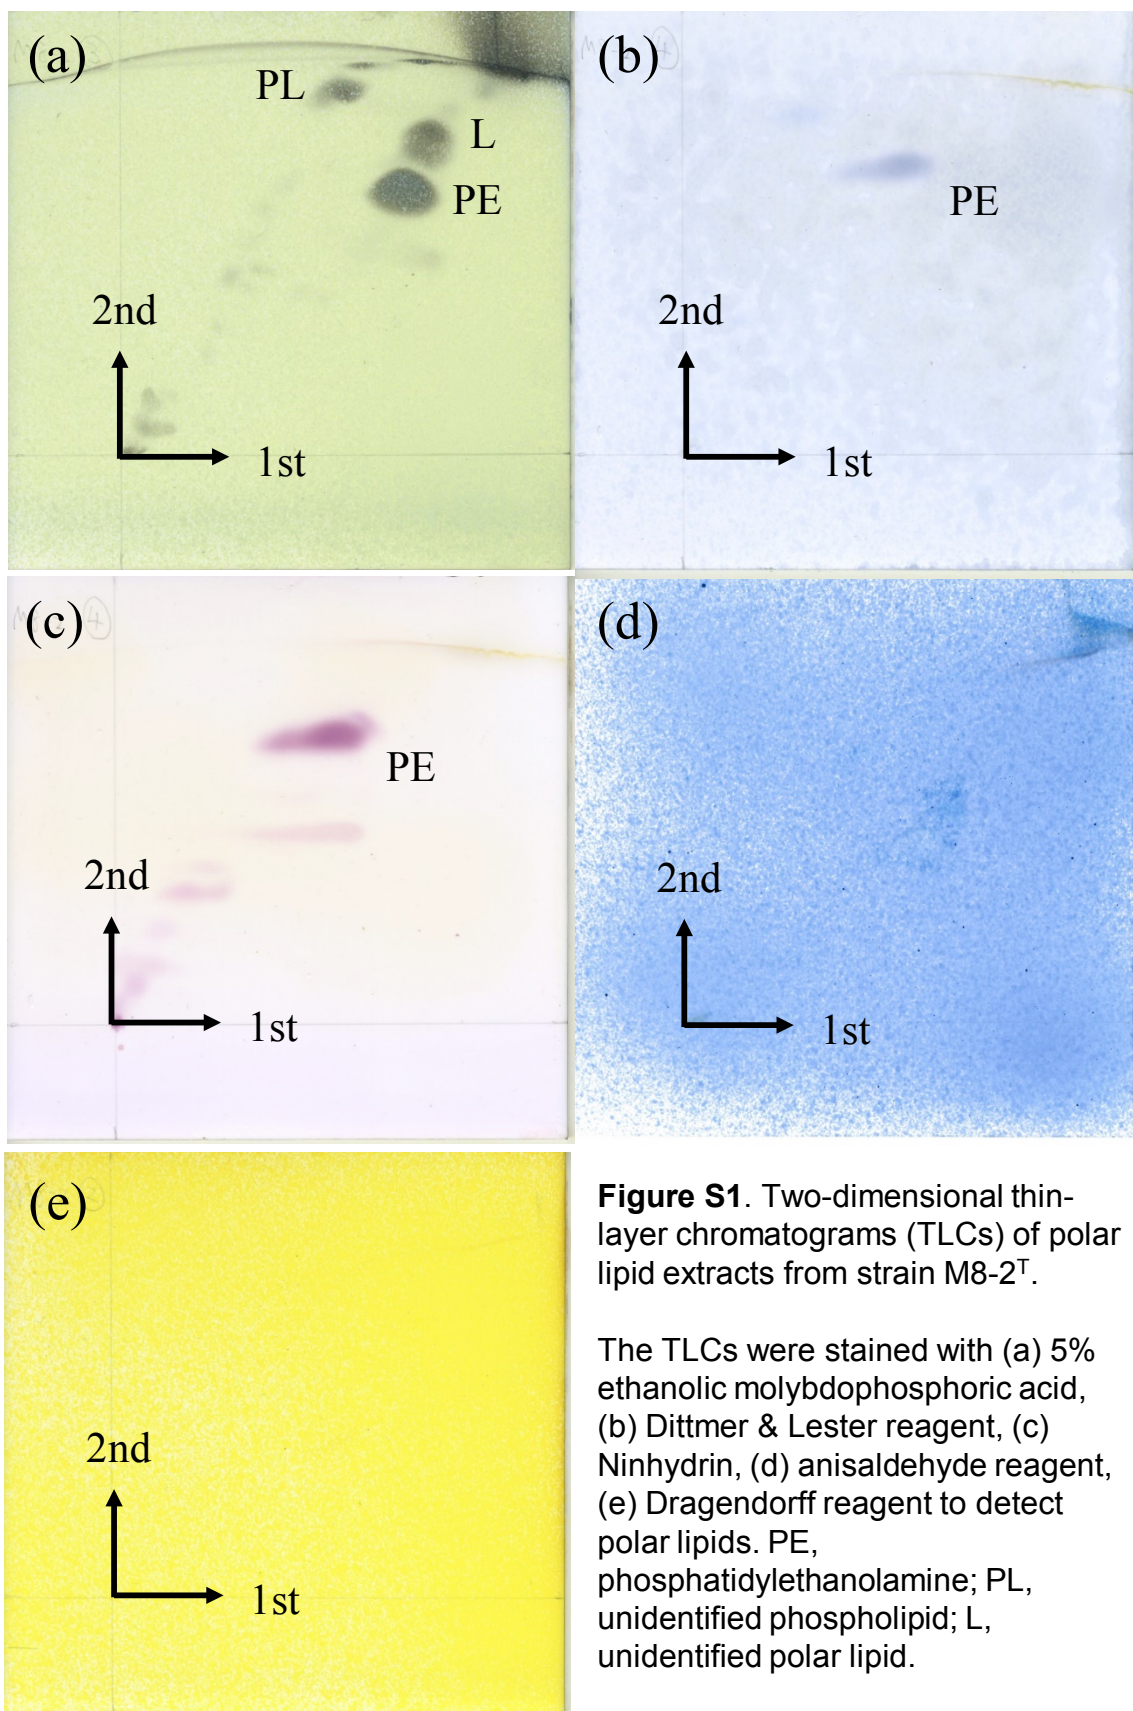 (a)
PL
L
PE
2nd
1st
(b)
PE
2nd
1st
(c)
PE
2nd
1st
(d)
2nd
1st
(e)
2nd
1st
Figure S1. Two-dimensional thin-
layer chromatograms (TLCs) of polar
lipid extracts from strain M8-2ᵀ.
The TLCs were stained with (a) 5%
ethanolic molybdophosphoric acid,
(b) Dittmer & Lester reagent, (c)
Ninhydrin, (d) anisaldehyde reagent,
(e) Dragendorff reagent to detect
polar lipids. PE,
phosphatidylethanolamine; PL,
unidentified phospholipid; L,
unidentified polar lipid.